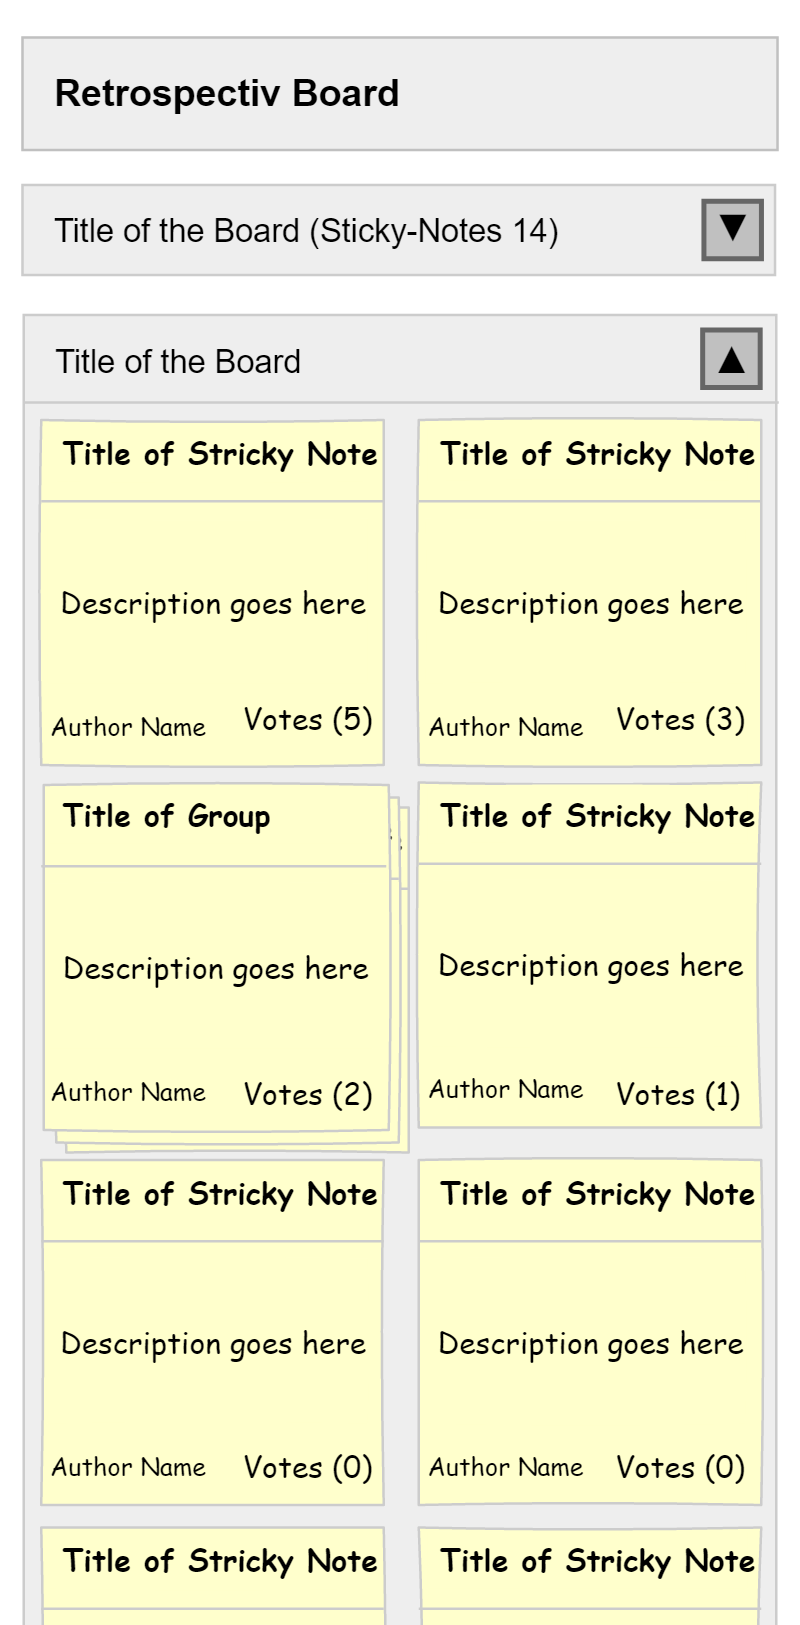 Retrospectiv Board
Title of the Board (Sticky-Notes 14)
▼
Title of the Board
▲
Title of Stricky Note
Description goes here
Author Name
Votes (5)
Title of Stricky Note
Description goes here
Author Name
Votes (3)
Title of Group
Description goes here
Author Name
Votes (2)
Title of Stricky Note
Description goes here
Author Name
Votes (1)
Title of Stricky Note
Description goes here
Author Name
Votes (0)
Title of Stricky Note
Description goes here
Author Name
Votes (0)
Title of Stricky Note
Title of Stricky Note